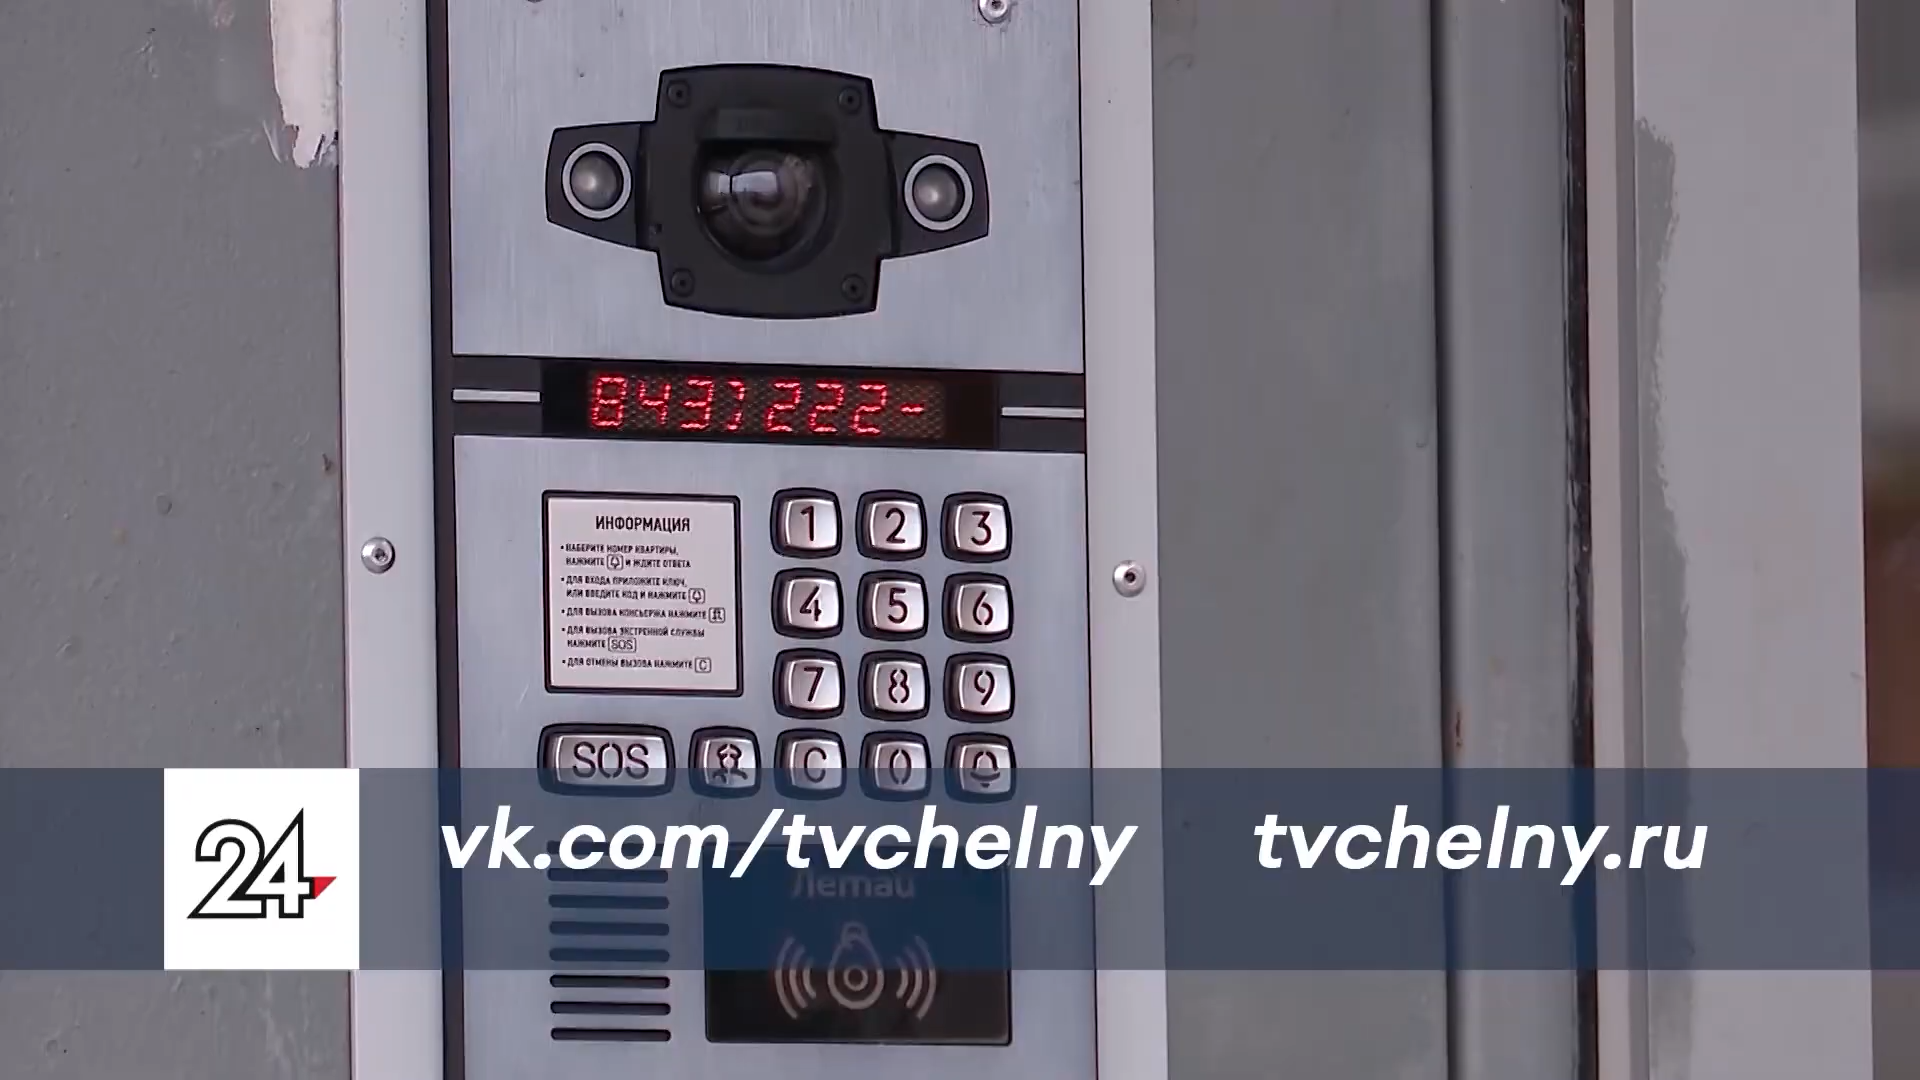 843) 222-
ИНФОРМАЦИЯ
• НАБЕРИТЕ НОМЕР КВАРТИРЫ,
НАЖМИТЕ И ЖДИТЕ ОТВЕТА
• ДЛЯ ВХОДА ПРИЛОЖИТЕ КЛЮЧ,
ИЛИ ВВЕДИТЕ КОД И НАЖМИТЕ
• ДЛЯ ВЫЗОВА КОНСЬЕРЖА НАЖМИТЕ
• ДЛЯ ВЫЗОВА ЭКСТРЕННОЙ СЛУЖБЫ
НАЖМИТЕ SOS
• ДЛЯ ОТМЕНЫ ВЫЗОВА НАЖМИТЕ C
1 2 3
4 5 6
7 8 9
SOS C 0
24
vk.com/tvchelny tvchelny.ru
Летай